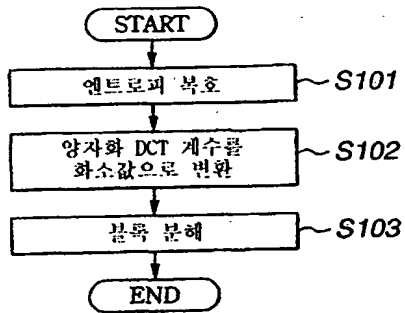 START
엔트로피 복호
S101
양자화 DCT 계수를
화소값으로 변환
S102
블록 분해
S103
END